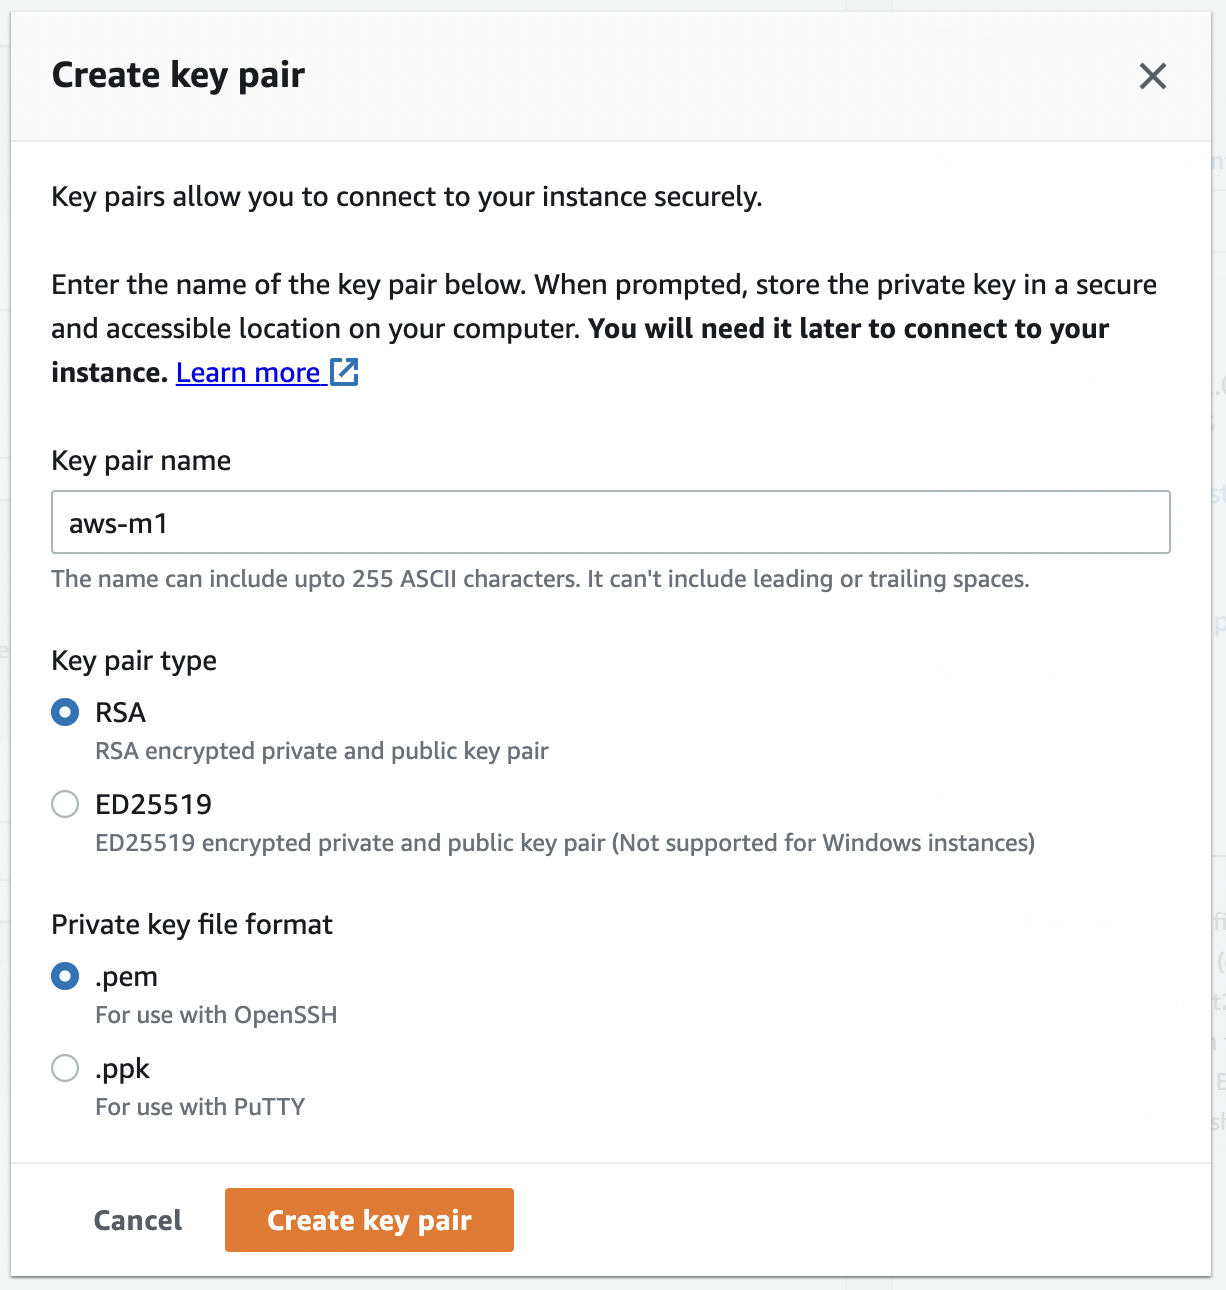 Create key pair
Key pairs allow you to connect to your instance securely.
Enter the name of the key pair below. When prompted, store the private key in a secure
and accessible location on your computer. You will need it later to connect to your
instance. Learn more
Key pair name
aws-m1
The name can include upto 255 ASCII characters. It can't include leading or trailing spaces.
Key pair type
RSA
RSA encrypted private and public key pair
ED25519
ED25519 encrypted private and public key pair (Not supported for Windows instances)
Private key file format
.pem
For use with OpenSSH
.ppk
For use with PuTTY
Cancel
Create key pair